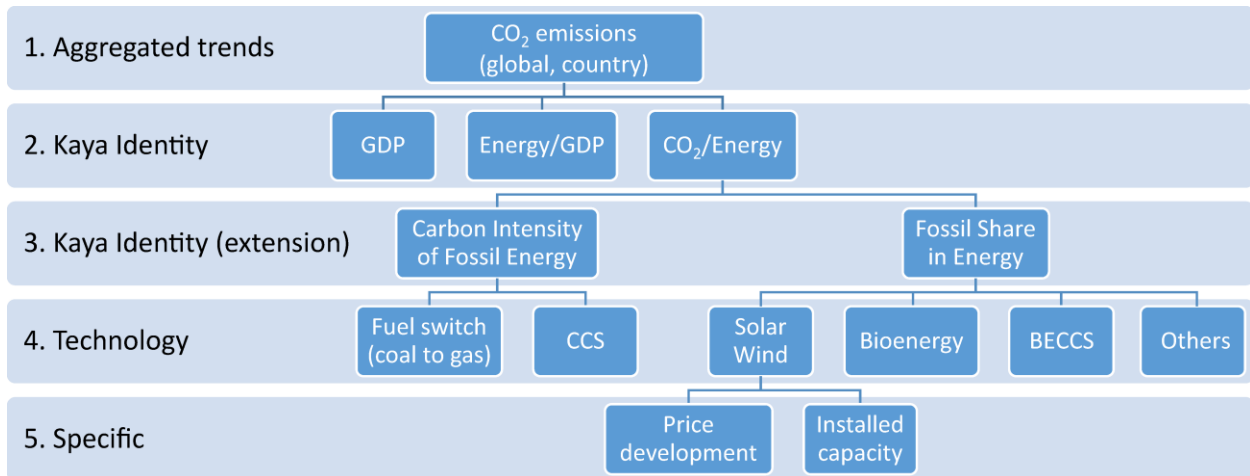 1. Aggregated trends
CO₂ emissions
(global, country)
2. Kaya Identity
GDP
Energy/GDP
CO₂/Energy
3. Kaya Identity (extension)
Carbon Intensity
of Fossil Energy
Fossil Share
in Energy
4. Technology
Fuel switch
(coal to gas)
CCS
Solar
Wind
Bioenergy
BECCS
Others
5. Specific
Price
development
Installed
capacity